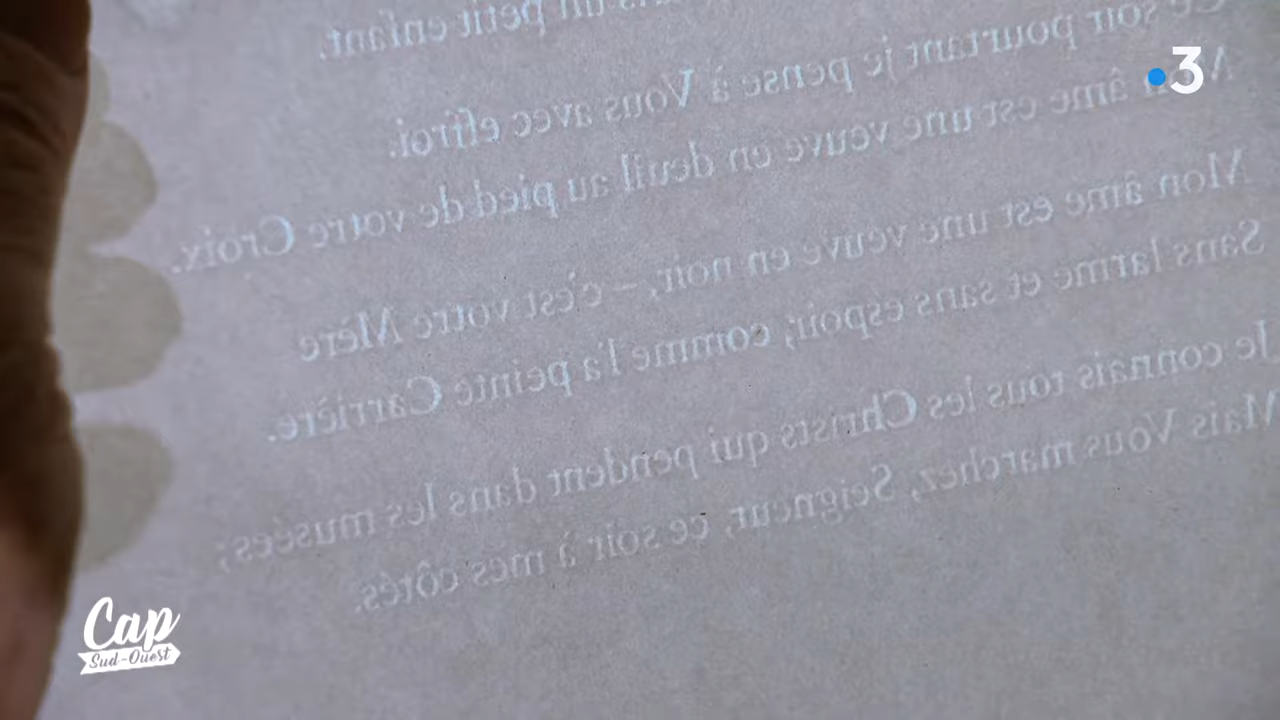 un petit enfant.
Ce soir pourtant je pense à Vous avec effroi.
Mon âme est une veuve en deuil au pied de votre Croix.
Mon âme est une veuve en noir, – c'est votre Mère
Sans larme et sans espoir, comme l'a peinte Carrière.
Je connais tous les Christs qui pendent dans les musées;
Mais Vous marchez, Seigneur, ce soir à mes côtés.
3
Cap
Sud-Ouest